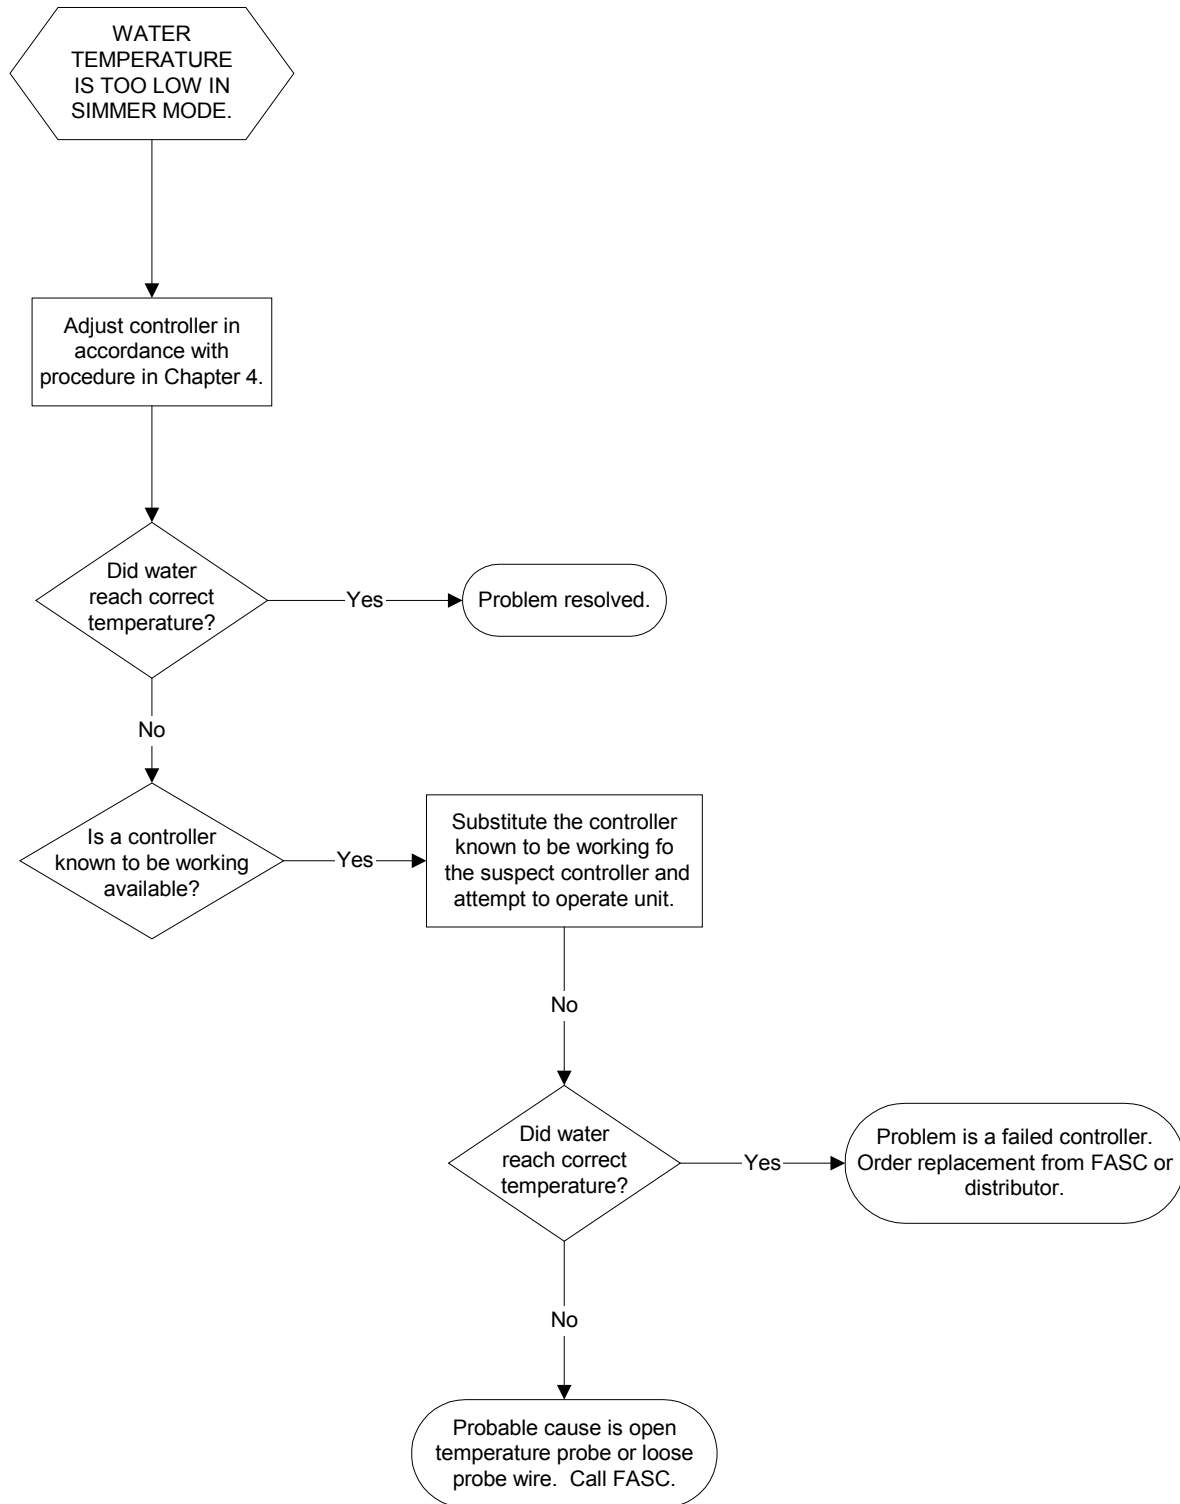 WATER
TEMPERATURE
IS TOO LOW IN
SIMMER MODE.
Adjust controller in
accordance with
procedure in Chapter 4.
Did water
reach correct
temperature?
Yes
Problem resolved.
No
Is a controller
known to be working
available?
Yes
Substitute the controller
known to be working fo
the suspect controller and
attempt to operate unit.
No
Did water
reach correct
temperature?
Yes
Problem is a failed controller.
Order replacement from FASC or
distributor.
No
Probable cause is open
temperature probe or loose
probe wire.  Call FASC.